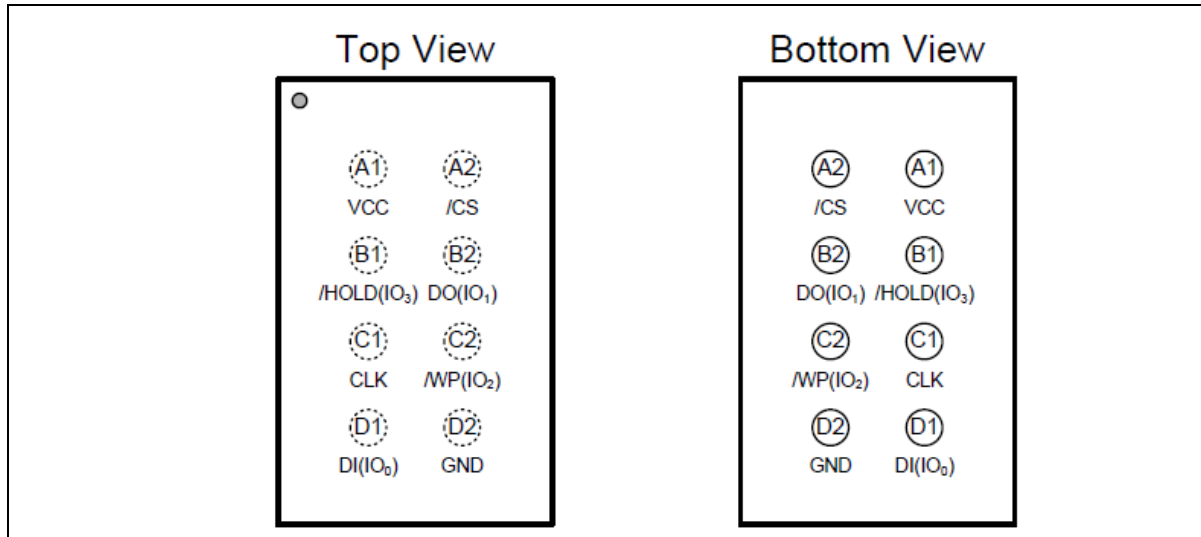 Top View
A1 A2
VCC /CS
B1 B2
/HOLD(IO₃) DO(IO₁)
C1 C2
CLK /WP(IO₂)
D1 D2
DI(IO₀) GND
Bottom View
A2 A1
/CS VCC
B2 B1
DO(IO₁) /HOLD(IO₃)
C2 C1
/WP(IO₂) CLK
D2 D1
GND DI(IO₀)